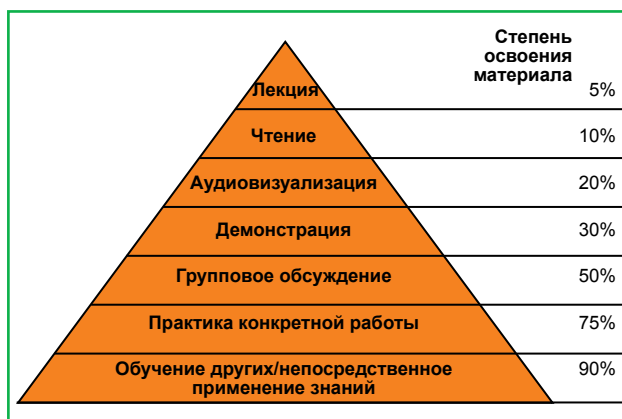 Степень
освоения
материала
Лекция 5%
Чтение 10%
Аудиовизуализация 20%
Демонстрация 30%
Групповое обсуждение 50%
Практика конкретной работы 75%
Обучение других/непосредственное 90%
применение знаний